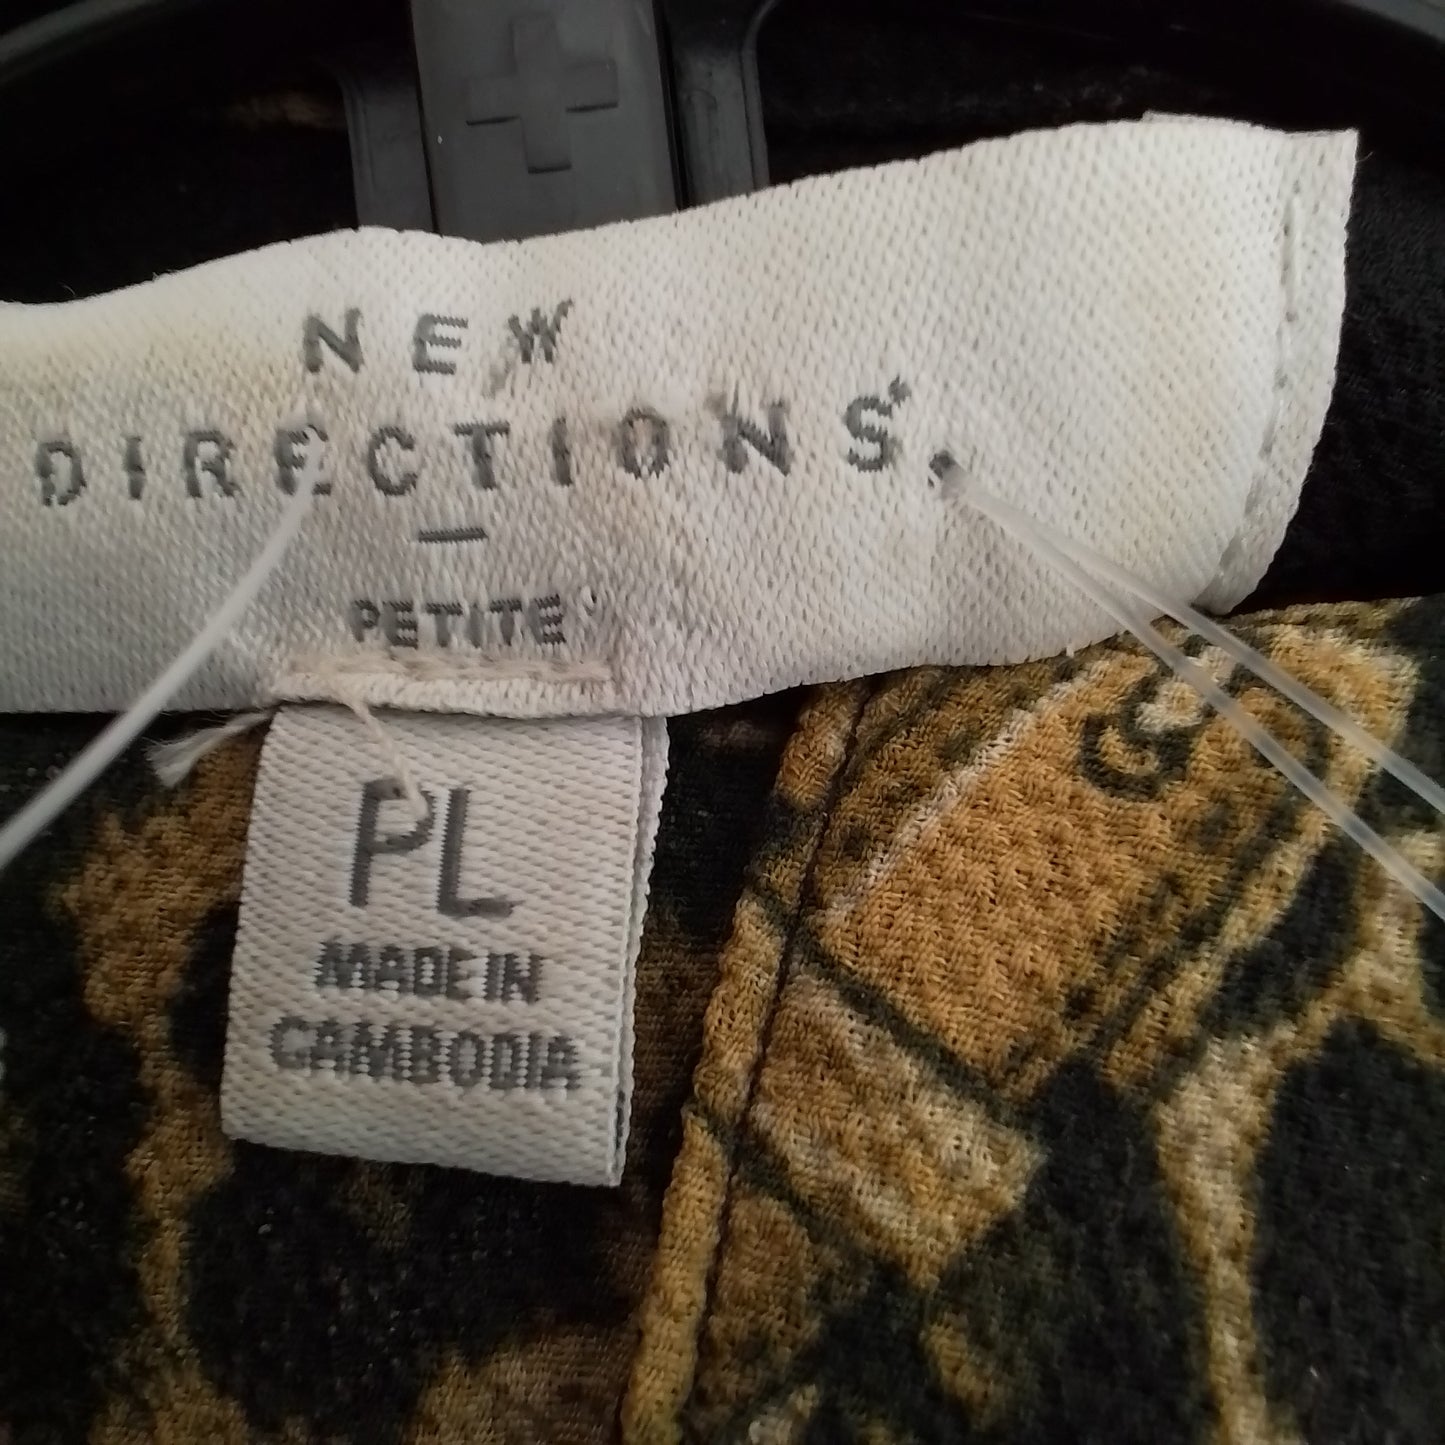 NEW
DIRECTIONS.
—
PETITE
PL
MADE IN
CAMBODIA